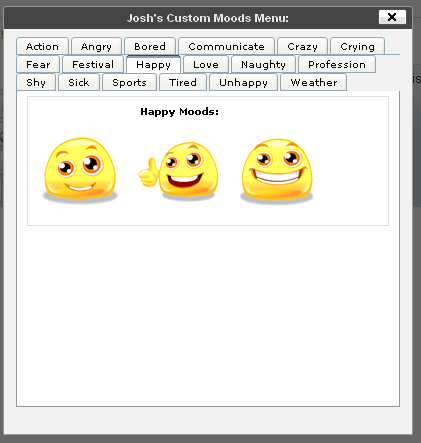 Josh's Custom Moods Menu:
Action Angry Bored Communicate Crazy Crying
Fear Festival Happy Love Naughty Profession
Shy Sick Sports Tired Unhappy Weather
Happy Moods:
is